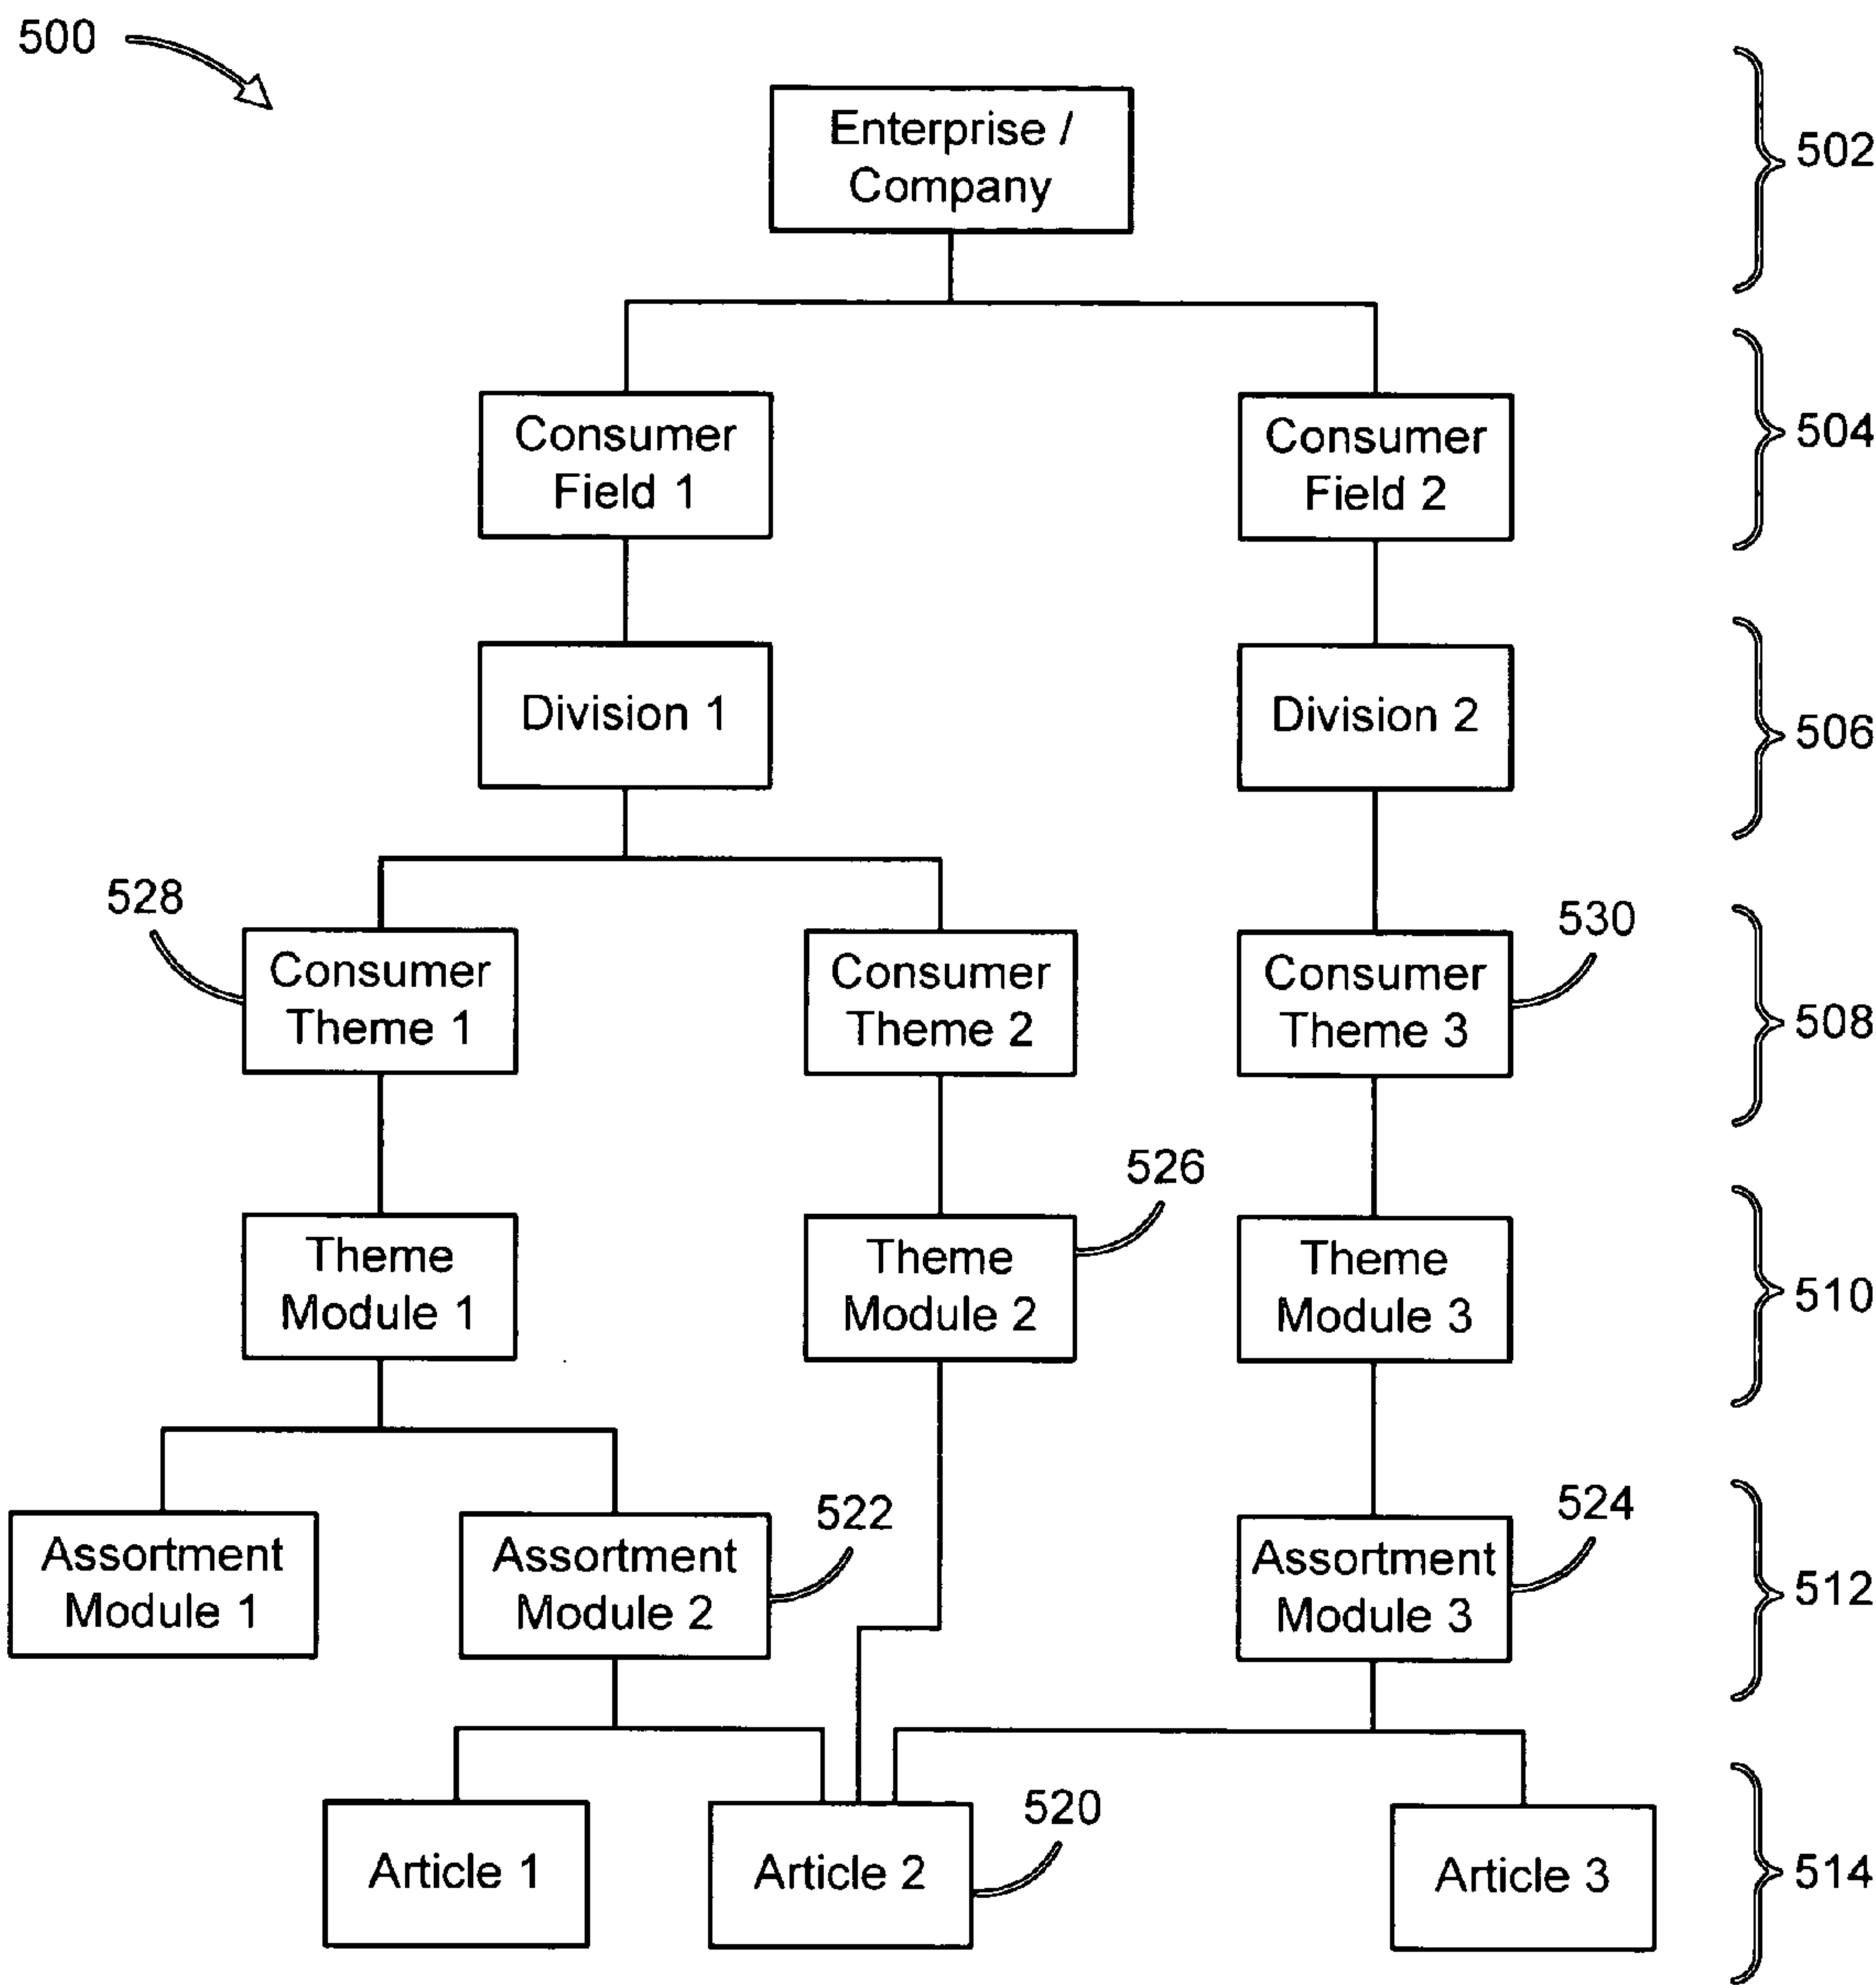 500
Enterprise /
Company
502
Consumer
Field 1
Consumer
Field 2
504
Division 1
Division 2
506
528
Consumer
Theme 1
Consumer
Theme 2
Consumer
Theme 3
530
508
Theme
Module 1
Theme
Module 2
526
Theme
Module 3
510
Assortment
Module 1
Assortment
Module 2
522
Assortment
Module 3
524
512
Article 1
Article 2
520
Article 3
514